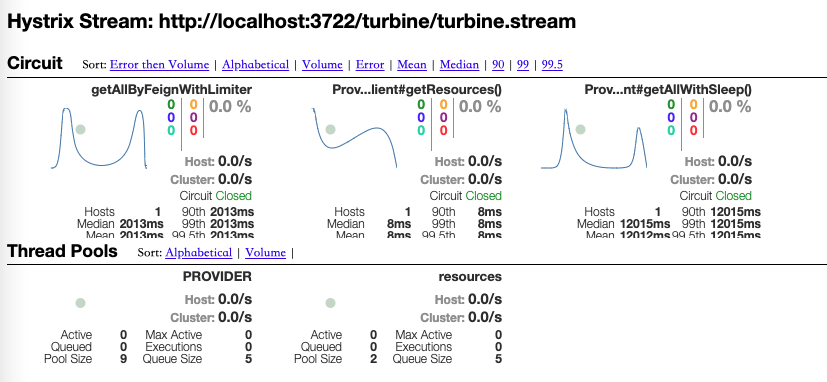 Hystrix Stream: http://localhost:3722/turbine/turbine.stream
Circuit Sort: Error then Volume | Alphabetical | Volume | Error | Mean | Median | 90 | 99 | 99.5
getAllByFeignWithLimiter Prov...lient#getResources() Prov...nt#getAllWithSleep()
0 0 0.0 % 0 0 0.0 % 0 0 0.0 %
0 0 0 0 0 0
0 0 0 0 0 0
Host: 0.0/s Host: 0.0/s Host: 0.0/s
Cluster: 0.0/s Cluster: 0.0/s Cluster: 0.0/s
Circuit Closed Circuit Closed Circuit Closed
Hosts 1 90th 2013ms Hosts 1 90th 8ms Hosts 1 90th 12015ms
Median 2013ms 99th 2013ms Median 8ms 99th 8ms Median 12015ms 99th 12015ms
Mean 2013ms 99.5th 2013ms Mean 8ms 99.5th 8ms Mean 12012ms 99.5th 12015ms
Thread Pools Sort: Alphabetical | Volume |
PROVIDER resources
Host: 0.0/s Host: 0.0/s
Cluster: 0.0/s Cluster: 0.0/s
Active 0 Max Active 0 Active 0 Max Active 0
Queued 0 Executions 0 Queued 0 Executions 0
Pool Size 9 Queue Size 5 Pool Size 2 Queue Size 5